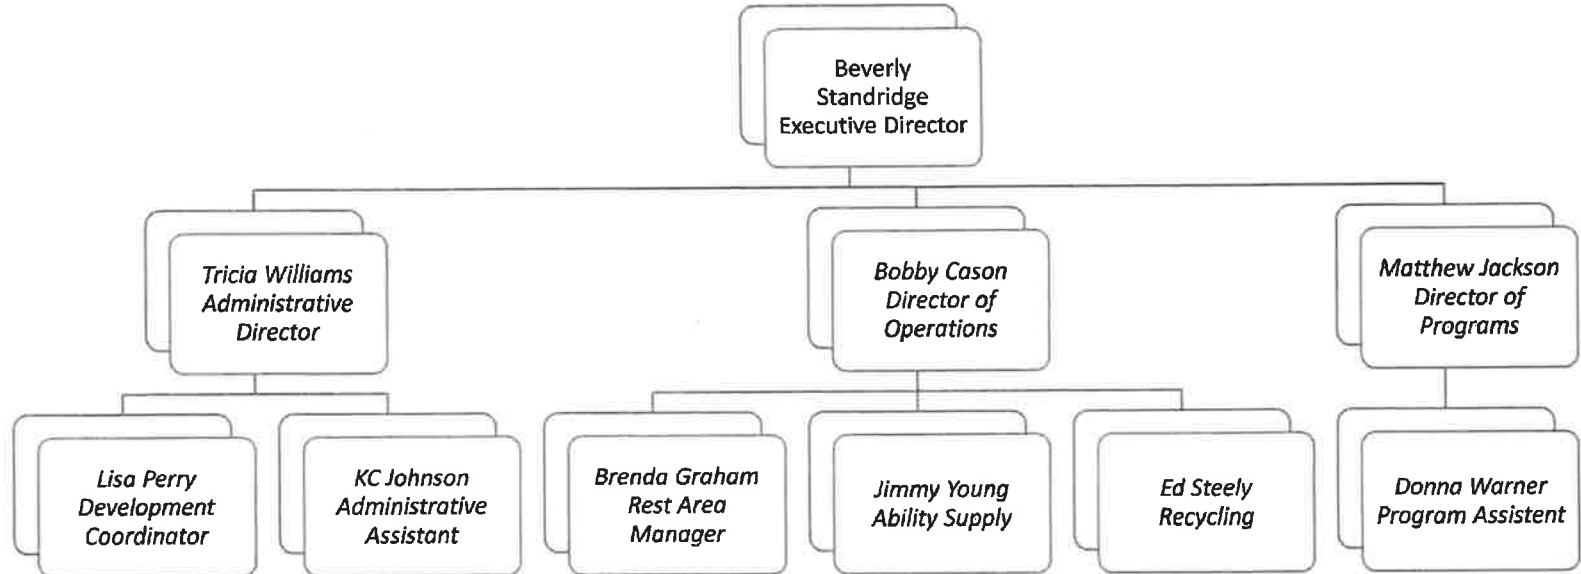 Beverly
Standridge
Executive Director
Tricia Williams
Administrative
Director
Bobby Cason
Director of
Operations
Matthew Jackson
Director of
Programs
Lisa Perry
Development
Coordinator
KC Johnson
Administrative
Assistant
Brenda Graham
Rest Area
Manager
Jimmy Young
Ability Supply
Ed Steely
Recycling
Donna Warner
Program Assistent